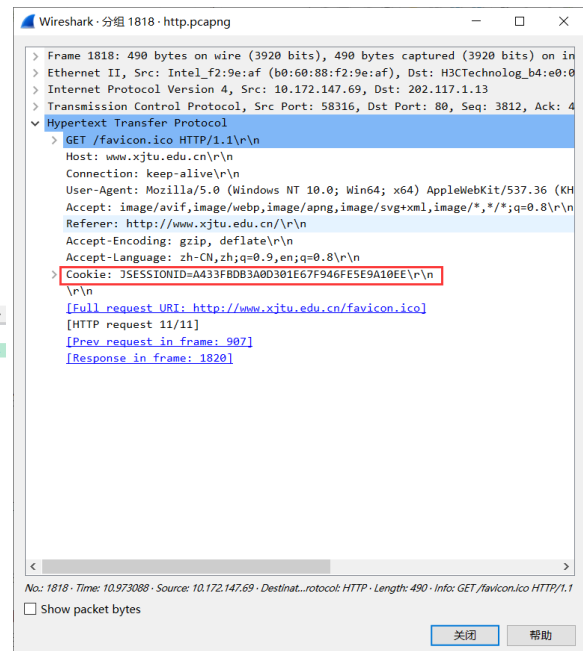 Wireshark · 分组 1818 · http.pcapng
Frame 1818: 490 bytes on wire (3920 bits), 490 bytes captured (3920 bits) on in
Ethernet II, Src: Intel_f2:9e:af (b0:60:88:f2:9e:af), Dst: H3CTechnolog_b4:e0:0
Internet Protocol Version 4, Src: 10.172.147.69, Dst: 202.117.1.13
Transmission Control Protocol, Src Port: 58316, Dst Port: 80, Seq: 3812, Ack: 4
Hypertext Transfer Protocol
GET /favicon.ico HTTP/1.1\r\n
Host: www.xjtu.edu.cn\r\n
Connection: keep-alive\r\n
User-Agent: Mozilla/5.0 (Windows NT 10.0; Win64; x64) AppleWebKit/537.36 (KH
Accept: image/avif,image/webp,image/apng,image/svg+xml,image/*,*/*;q=0.8\r\n
Referer: http://www.xjtu.edu.cn/\r\n
Accept-Encoding: gzip, deflate\r\n
Accept-Language: zh-CN,zh;q=0.9,en;q=0.8\r\n
Cookie: JSESSIONID=A433FBDB3A0D301E67F946FE5E9A10EE\r\n
\r\n
[Full request URI: http://www.xjtu.edu.cn/favicon.ico]
[HTTP request 11/11]
[Prev request in frame: 907]
[Response in frame: 1820]
No.: 1818 · Time: 10.973088 · Source: 10.172.147.69 · Destinat...rotocol: HTTP · Length: 490 · Info: GET /favicon.ico HTTP/1.1
Show packet bytes
关闭
帮助